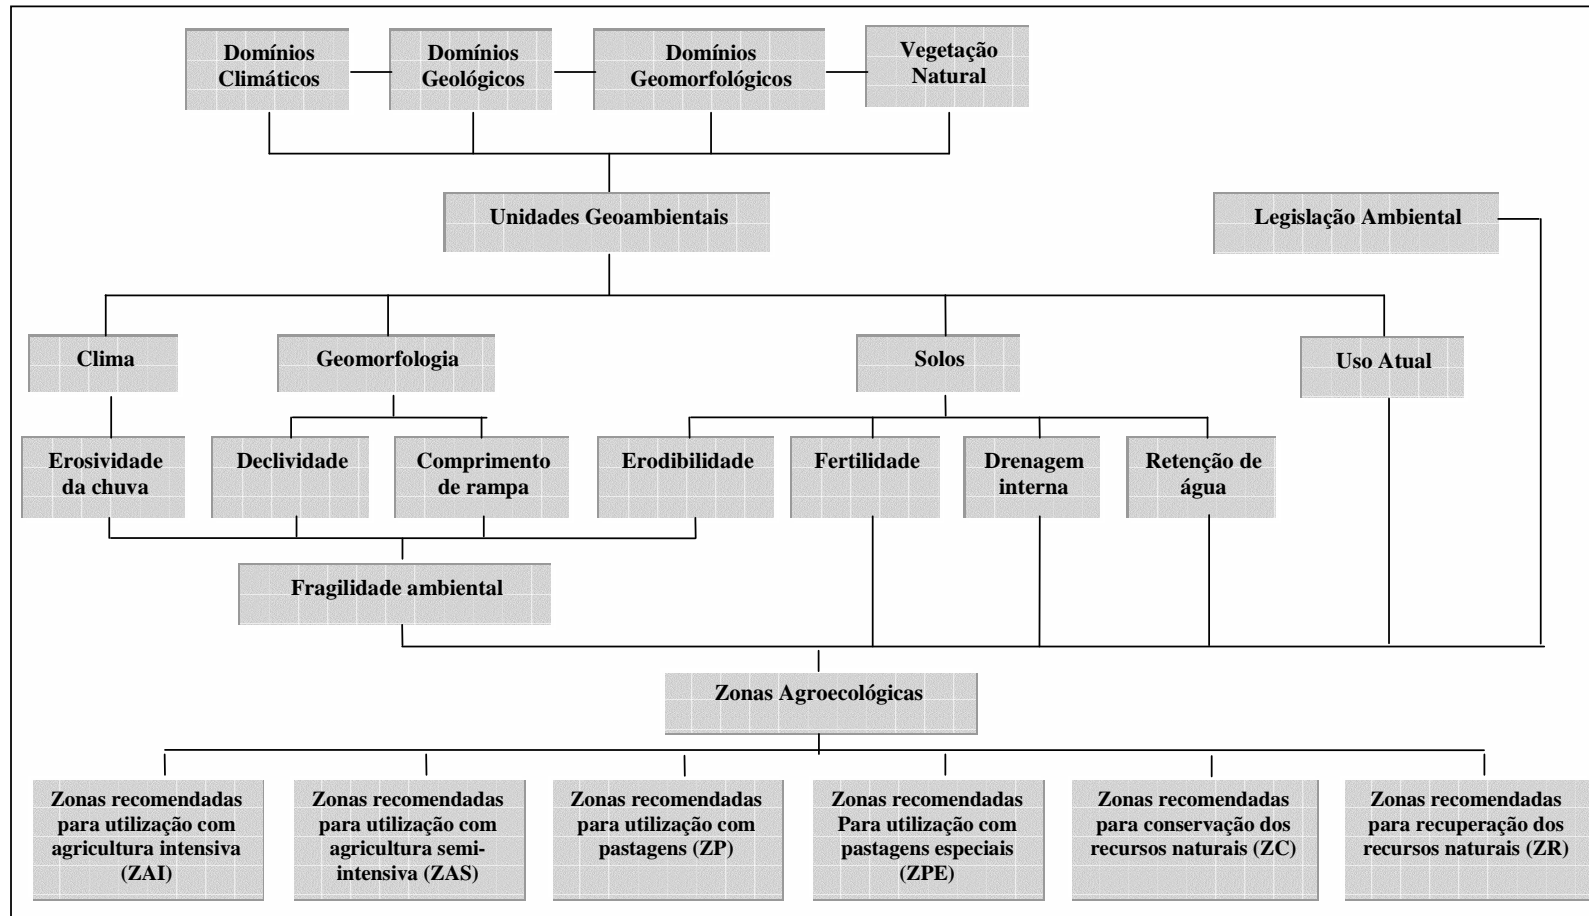 Domínios
Climáticos
Domínios
Geológicos
Domínios
Geomorfológicos
Vegetação
Natural
Unidades Geoambientais
Legislação Ambiental
Clima
Geomorfologia
Solos
Uso Atual
Erosividade
da chuva
Declividade
Comprimento
de rampa
Erodibilidade
Fertilidade
Drenagem
interna
Retenção de
água
Fragilidade ambiental
Zonas Agroecológicas
Zonas recomendadas
para utilização com
agricultura intensiva
(ZAI)
Zonas recomendadas
para utilização com
agricultura semi-
intensiva (ZAS)
Zonas recomendadas
para utilização com
pastagens (ZP)
Zonas recomendadas
Para utilização com
pastagens especiais
(ZPE)
Zonas recomendadas
para conservação dos
recursos naturais (ZC)
Zonas recomendadas
para recuperação dos
recursos naturais (ZR)